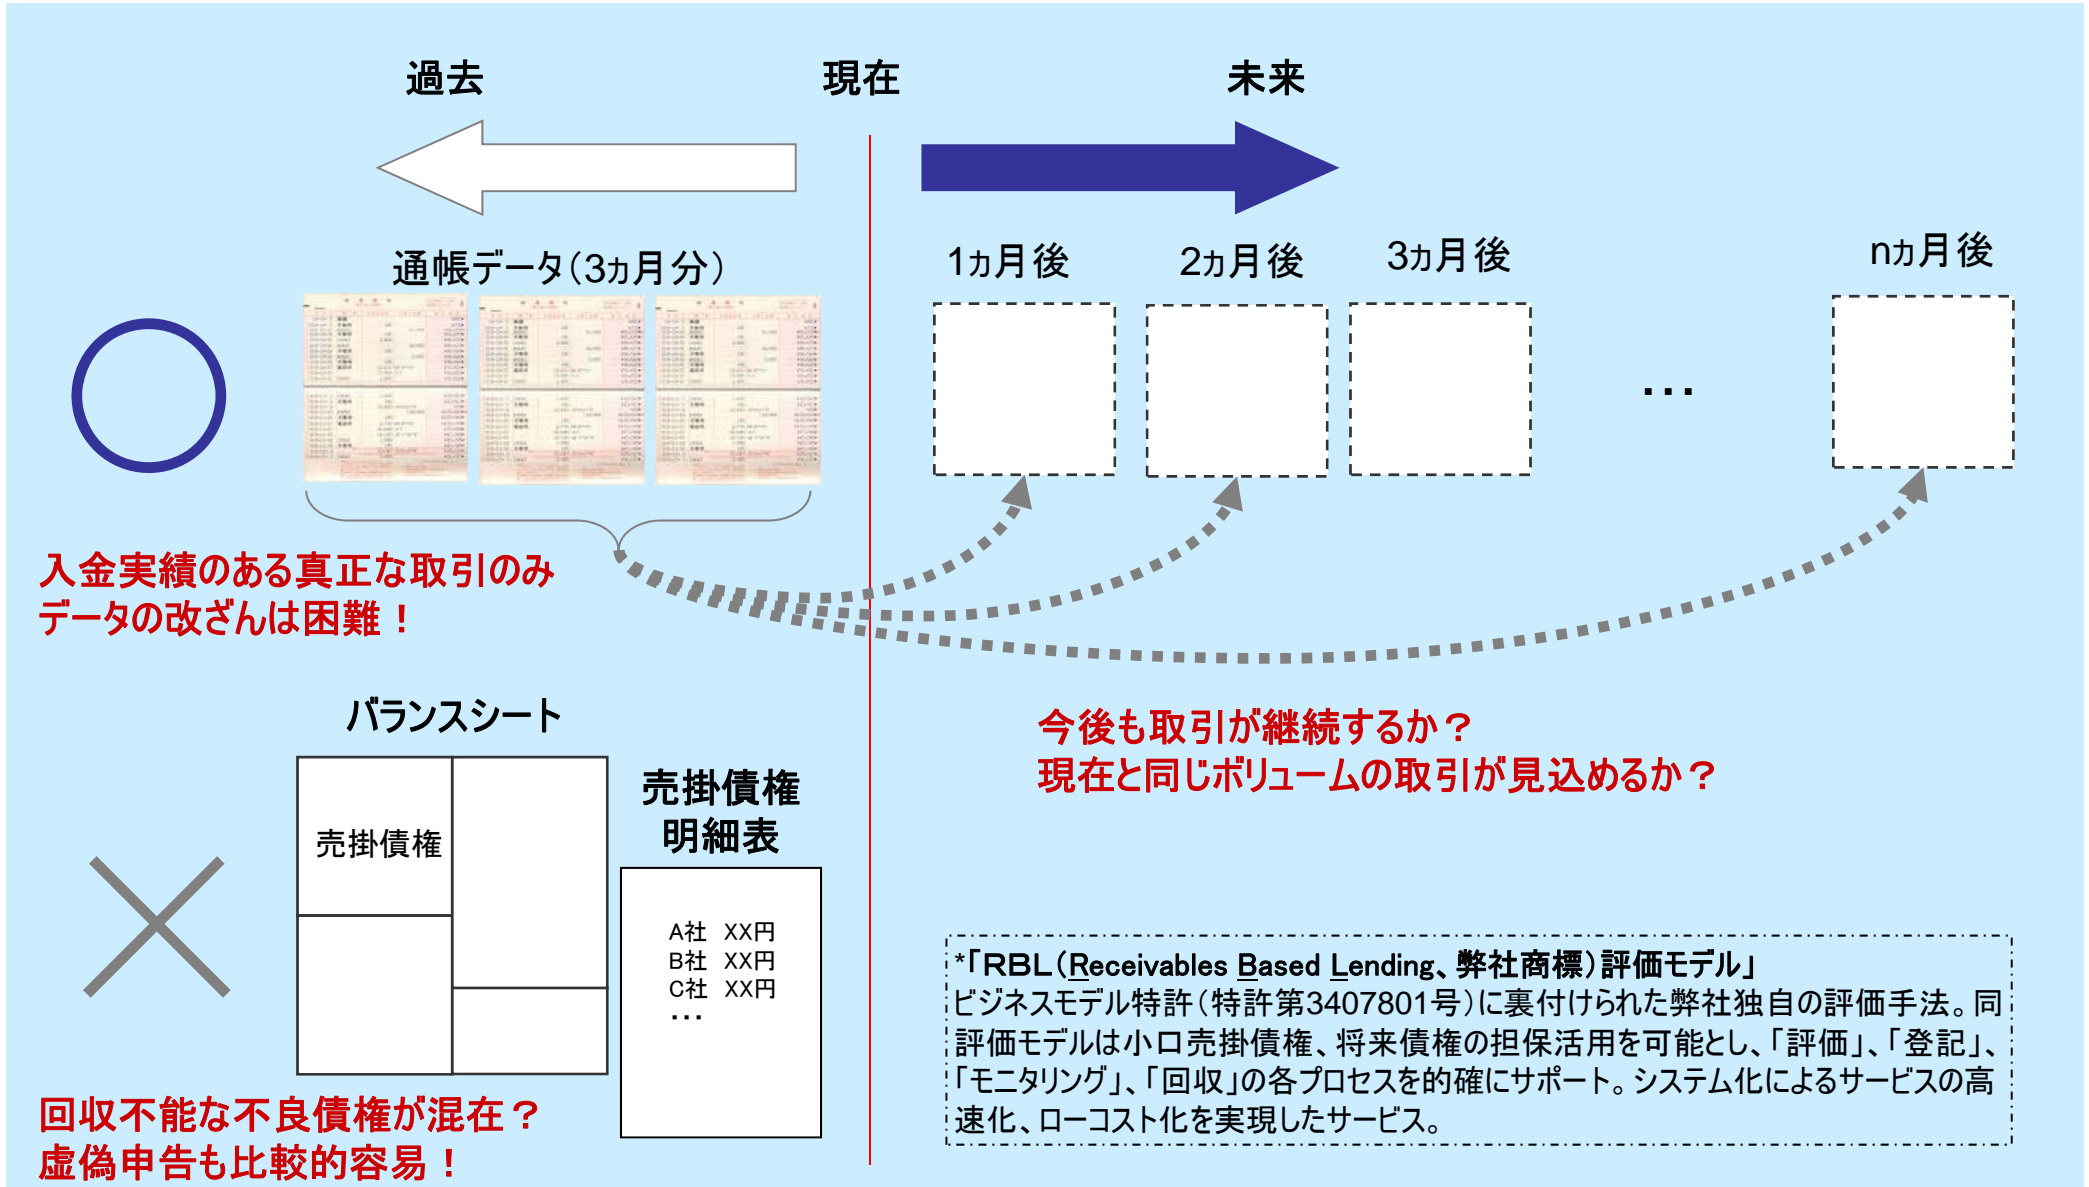 過去
現在
未来
通帳データ(3ヵ月分)
1ヵ月後
2ヵ月後
3ヵ月後
…
nヵ月後
入金実績のある真正な取引のみ
データの改ざんは困難!
今後も取引が継続するか?
現在と同じボリュームの取引が見込めるか?
バランスシート
売掛債権
売掛債権
明細表
A社 XX円
B社 XX円
C社 XX円
…
回収不能な不良債権が混在?
虚偽申告も比較的容易!
*「RBL(Receivables Based Lending、弊社商標)評価モデル」
ビジネスモデル特許(特許第3407801号)に裏付けられた弊社独自の評価手法。同
評価モデルは小口売掛債権、将来債権の担保活用を可能とし、「評価」、「登記」、
「モニタリング」、「回収」の各プロセスを的確にサポート。システム化によるサービスの高
速化、ローコスト化を実現したサービス。